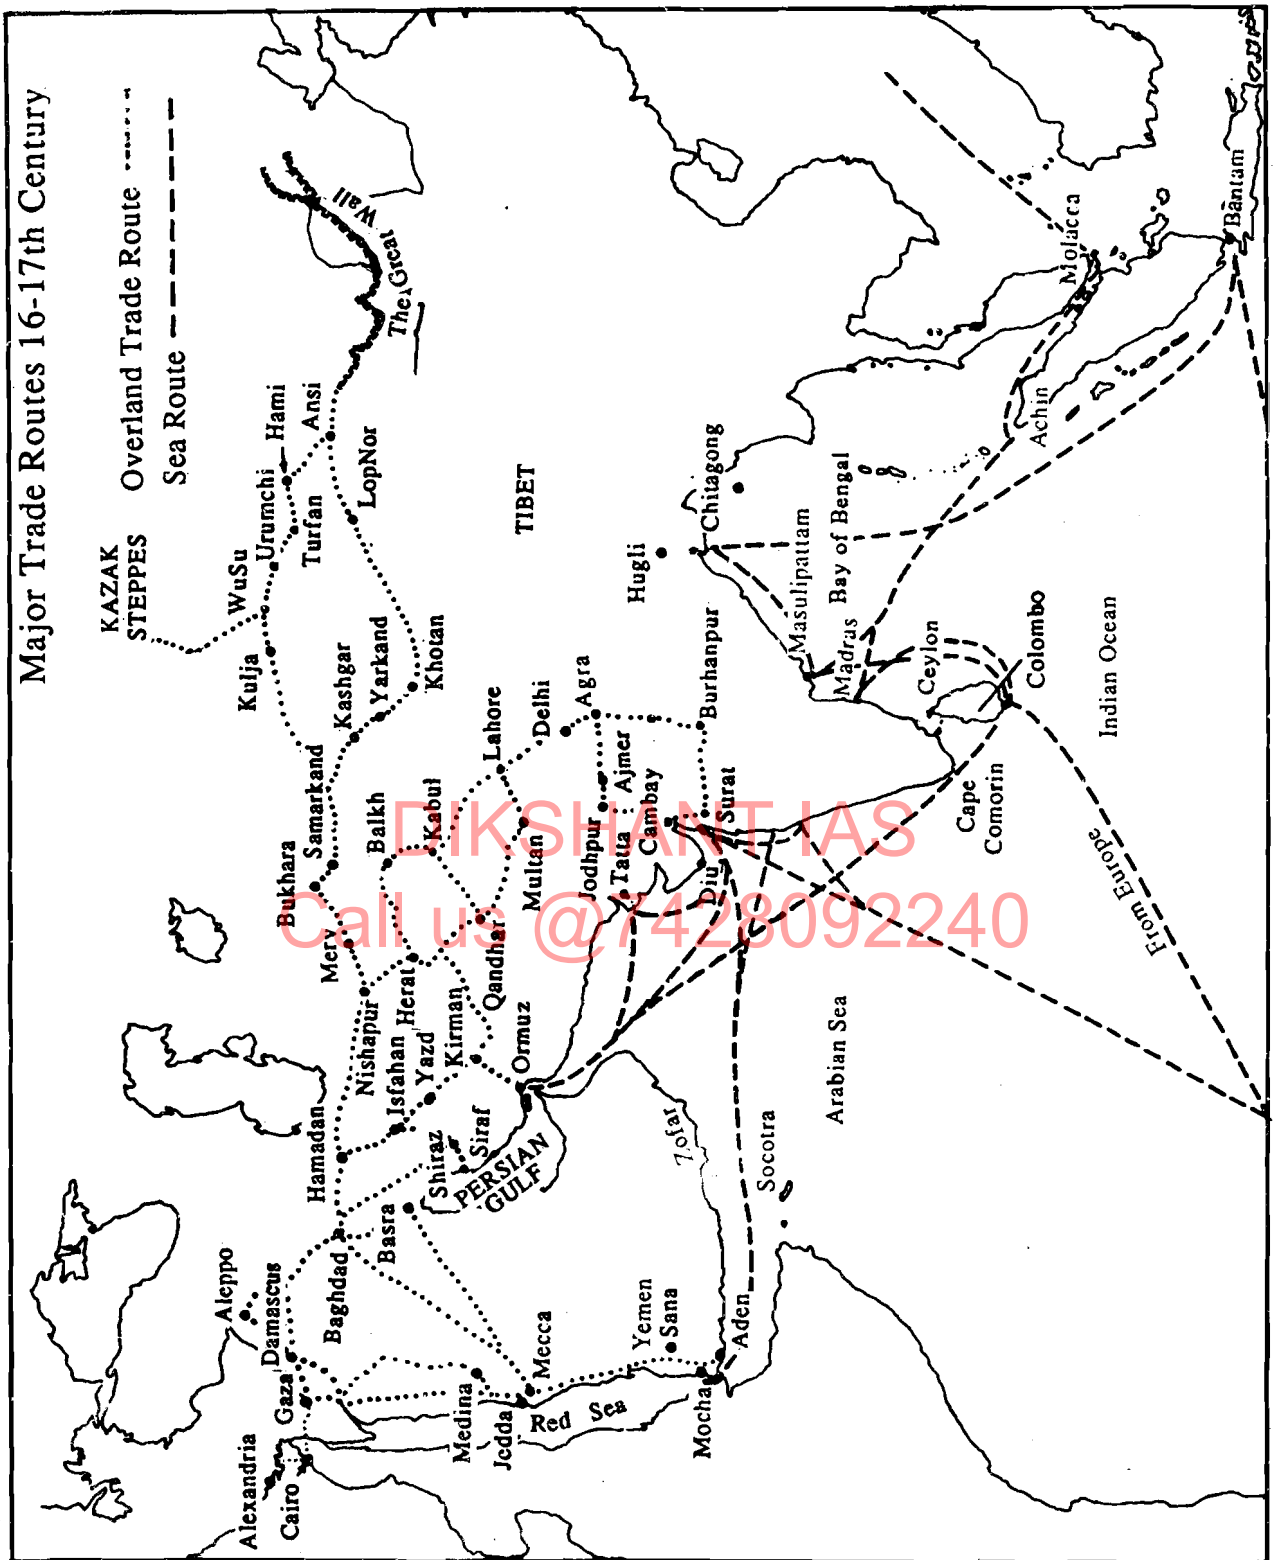 Major Trade Routes 16-17th Century
Overland Trade Route
Sea Route
KAZAK
STEPPES
The Great
Wall
WuSu
Urumchi
Hami
Ansi
Turfan
LopNor
Kulja
Kashgar
Yarkand
Khotan
Samarkand
Bukhara
Merv
Balkh
Kabul
Lahore
Delhi
Agra
Multan
Qandhar
Herat
Nishapur
Hamadan
Isfahan
Yazd
Kirman
Ormuz
Shiraz
Siraf
PERSIAN
GULF
Basra
Baghdad
Aleppo
Damascus
Gaza
Alexandria
Cairo
Medina
Jedda
Mecca
Red Sea
Yemen
Sana
Mocha
Aden
Zofar
Socotra
Arabian Sea
TIBET
Jodhpur
Ajmer
Tatta
Cambay
Diu
Surat
Burhanpur
Hugli
Chitagong
Masulipattam
Bay of Bengal
Madras
Ceylon
Colombo
Cape
Comorin
Indian Ocean
From Europe
Achin
Molacca
Bantam
DIKSHANT IAS
Call us @7428092240